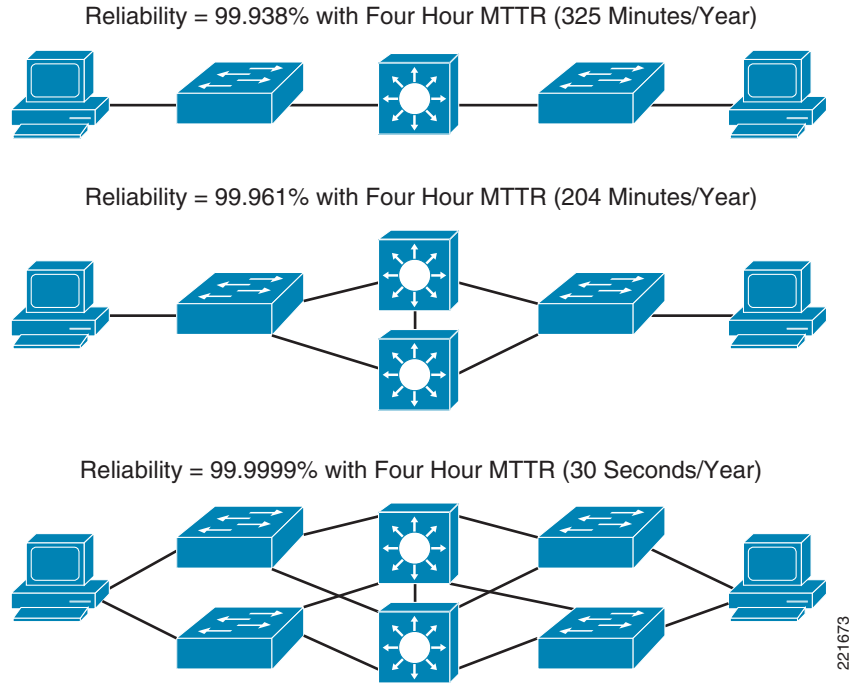 Reliability = 99.938% with Four Hour MTTR (325 Minutes/Year)
Reliability = 99.961% with Four Hour MTTR (204 Minutes/Year)
Reliability = 99.9999% with Four Hour MTTR (30 Seconds/Year)
221673